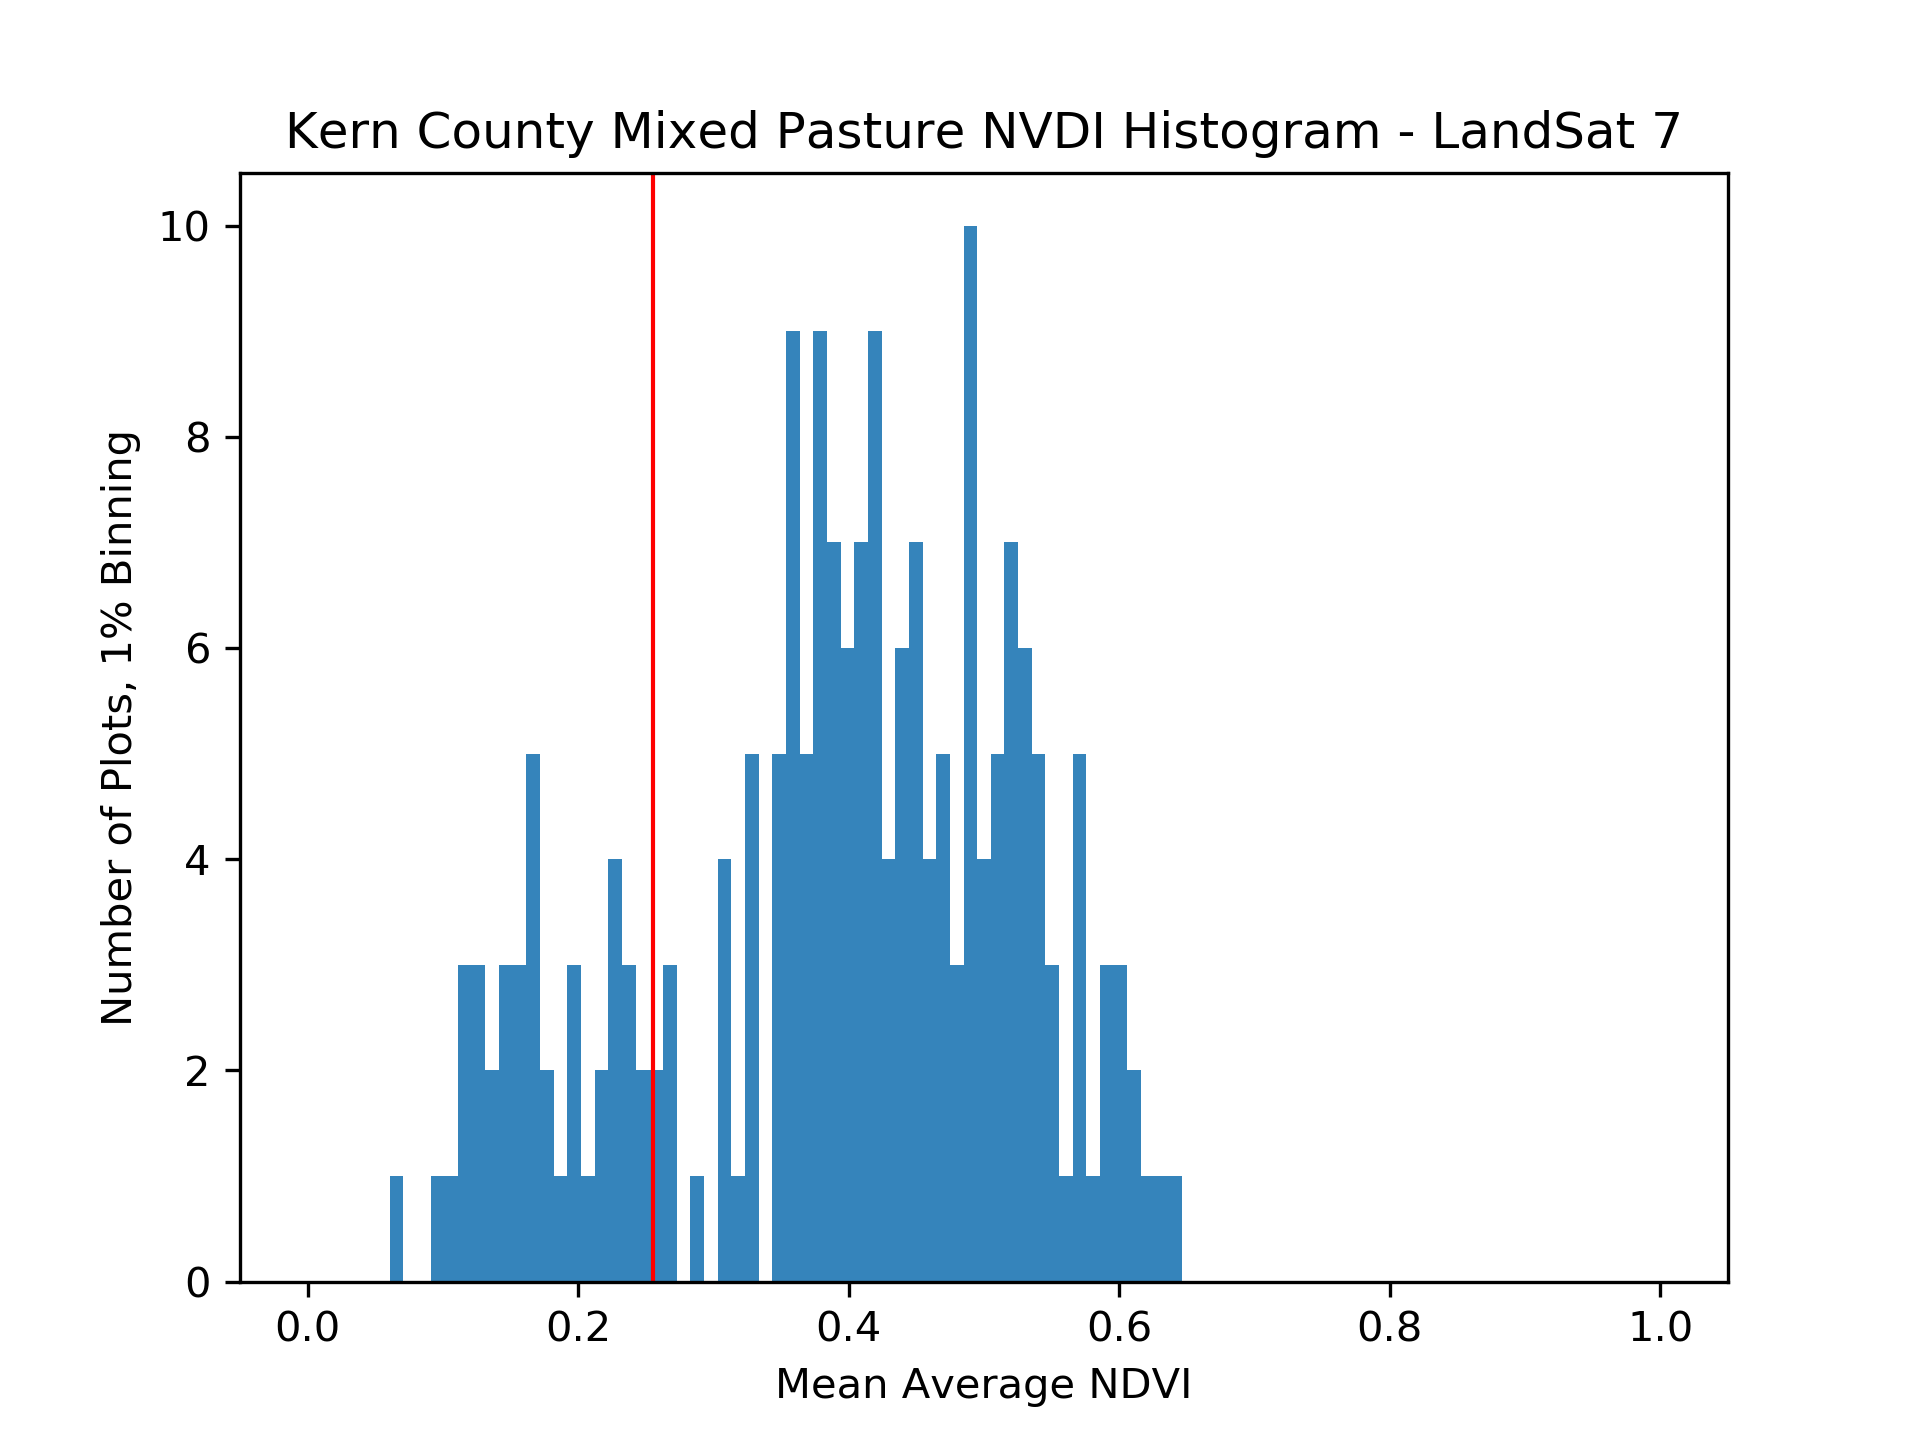 Kern County Mixed Pasture NVDI Histogram - LandSat 7
10
8
6
4
2
0
Number of Plots, 1% Binning
0.0 0.2 0.4 0.6 0.8 1.0
Mean Average NDVI